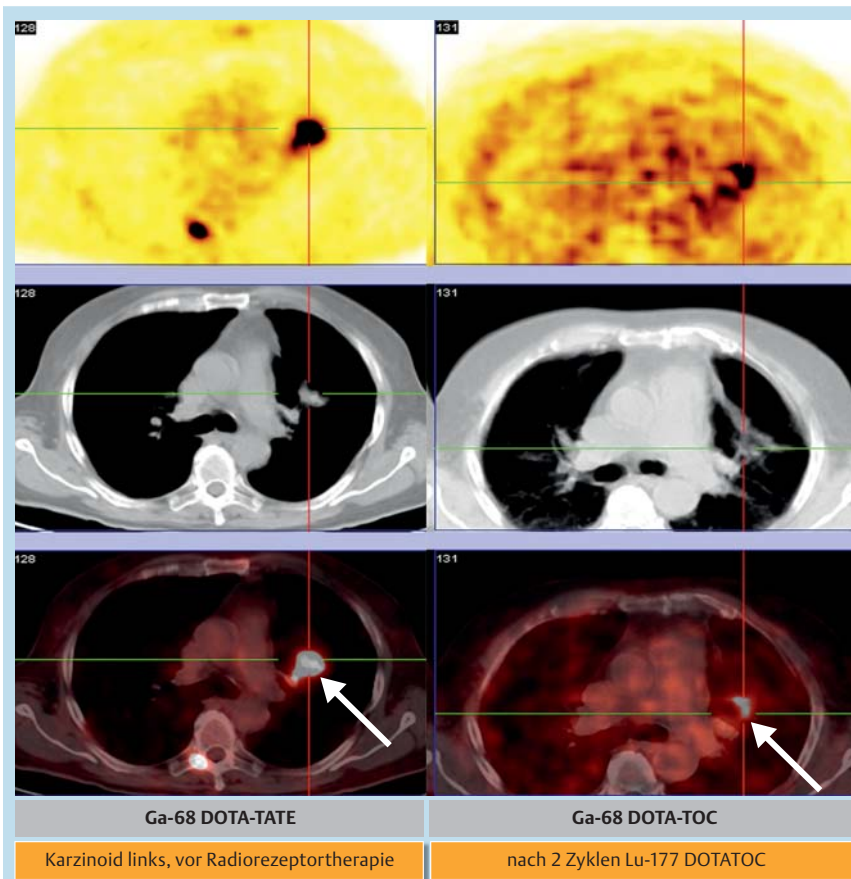 128
131
128
131
128
131
Ga-68 DOTA-TATE
Ga-68 DOTA-TOC
Karzinoid links, vor Radiorezeptortherapie
nach 2 Zyklen Lu-177 DOTATOC